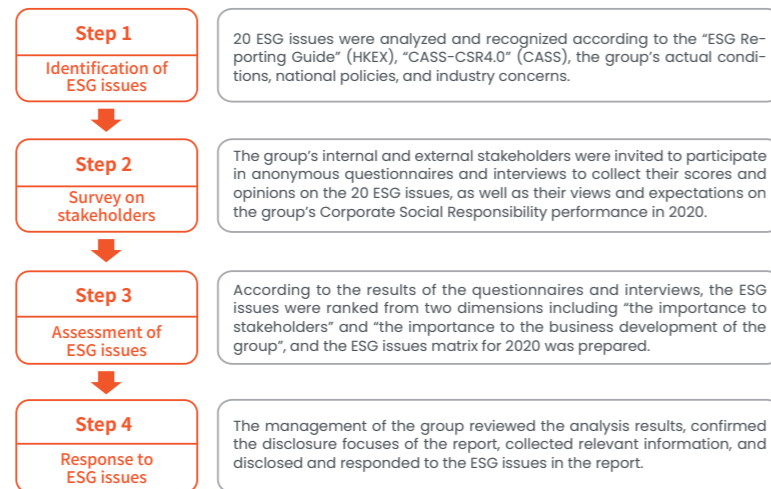 Step 1
Identification of
ESG issues
20 ESG issues were analyzed and recognized according to the “ESG Re-
porting Guide” (HKEX), “CASS-CSR4.0” (CASS), the group’s actual condi-
tions, national policies, and industry concerns.
Step 2
Survey on
stakeholders
The group’s internal and external stakeholders were invited to participate
in anonymous questionnaires and interviews to collect their scores and
opinions on the 20 ESG issues, as well as their views and expectations on
the group’s Corporate Social Responsibility performance in 2020.
Step 3
Assessment of
ESG issues
According to the results of the questionnaires and interviews, the ESG
issues were ranked from two dimensions including “the importance to
stakeholders” and “the importance to the business development of the
group”, and the ESG issues matrix for 2020 was prepared.
Step 4
Response to
ESG issues
The management of the group reviewed the analysis results, confirmed
the disclosure focuses of the report, collected relevant information, and
disclosed and responded to the ESG issues in the report.